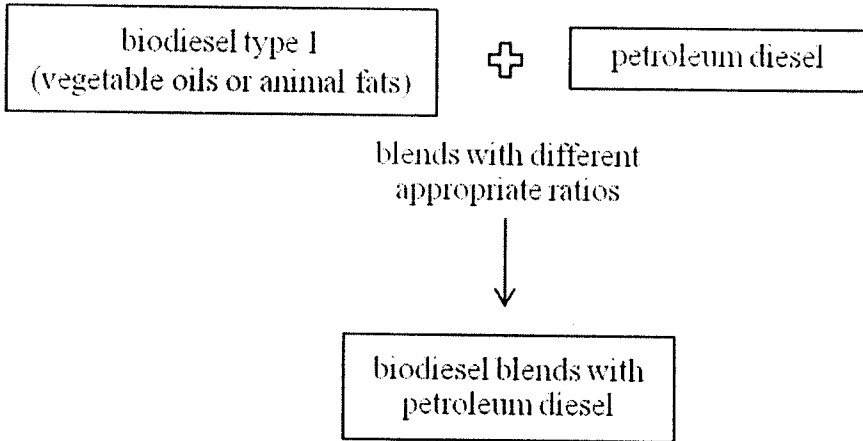 biodiesel type 1
(vegetable oils or animal fats)
petroleum diesel
blends with different
appropriate ratios
biodiesel blends with
petroleum diesel